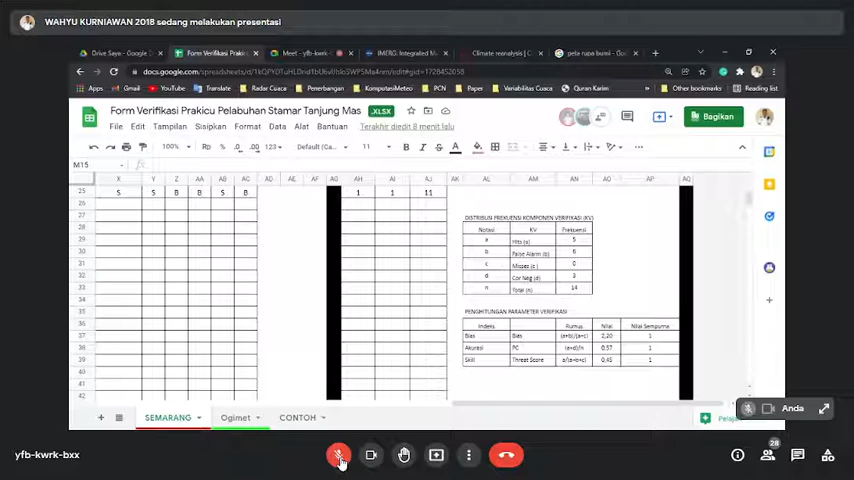 WAHYU KURNIAWAN 2018 sedang melakukan presentasi
Drive Saya - Google D
Form Verifikasi Prakic
Meet - yfb-kwrk
IMERG: Integrated M
Climate reanalysis | C
peta rupa bumi - Goog
docs.google.com
Apps
Gmail
YouTube
Radar Cuaca
Penerbangan
KomputasiMeteo
PCN
Paper
Variabilitas Cuaca
Quran Karim
Other bookmarks
Reading list
Form Verifikasi Prakicu Pelabuhan Stamar Tanjung Mas .XLSX
Bagikan
File Edit Tampilan Sisipkan Format Data Alat Bantuan Terakhir diedit 8 menit lalu
100% Rp % .0 .00 123 Default (Ca... 11 B I S A
M15 fx
X Y Z AA AB AC AD AE AF AG AH AI AJ AK AL AM AN AO AP AQ
25 S S B B S B 1 1 11
26
27
28
29
30
31
32
33
34
35
36
37
38
39
40
41
42
DISTRIBUSI FREKUENSI KOMPONEN VERIFIKASI (KV)
Notasi KV Frekuensi
a Hits (a) 5
b False Alarm (b) 6
c Misses (c ) 0
d Cor Neg (d) 3
n Total (n) 14
PENGHITUNGAN PARAMETER VERIFIKASI
Indeks Rumus Nilai Nilai Sempurna
Bias Bias (a+b)/(a+c) 2,20 1
Akurasi PC (a+d)/n 0,57 1
Skill Threat Score a/(a+b+c) 0,45 1
SEMARANG
Ogimet
CONTOH
Anda
yfb-kwrk-bxx
28